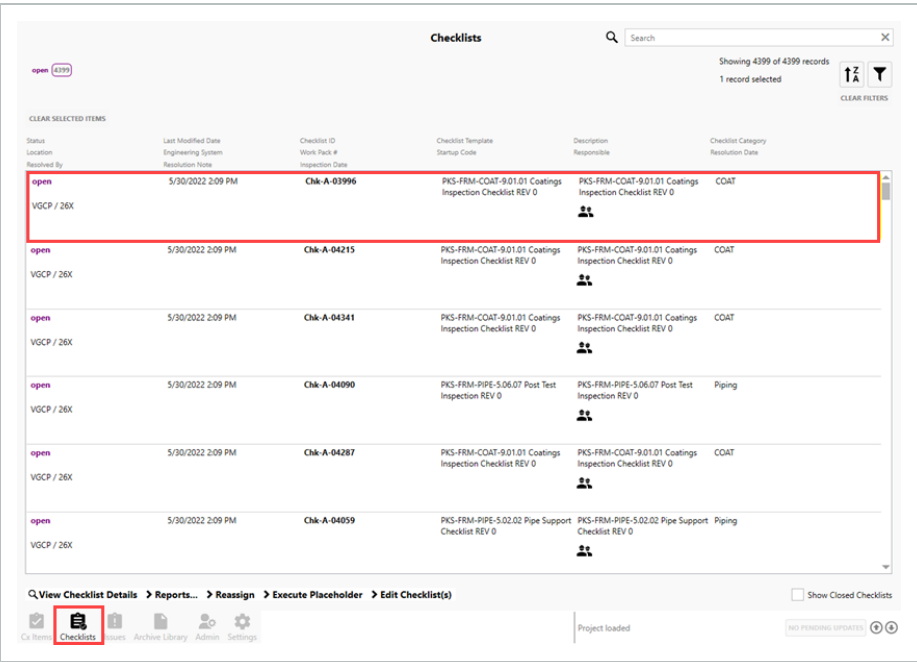 Checklists
Search
open 4399
Showing 4399 of 4399 records
1 record selected
CLEAR FILTERS
CLEAR SELECTED ITEMS
Status Last Modified Date Checklist ID Checklist Template Description Checklist Category
Location Engineering System Work Pack # Startup Code Responsible Resolution Date
Resolved By Resolution Note Inspection Date
open 5/30/2022 2:09 PM Chk-A-03996 PKS-FRM-COAT-9.01.01 Coatings PKS-FRM-COAT-9.01.01 Coatings COAT
Inspection Checklist REV 0 Inspection Checklist REV 0
VGCP / 26X
open 5/30/2022 2:09 PM Chk-A-04215 PKS-FRM-COAT-9.01.01 Coatings PKS-FRM-COAT-9.01.01 Coatings COAT
Inspection Checklist REV 0 Inspection Checklist REV 0
VGCP / 26X
open 5/30/2022 2:09 PM Chk-A-04341 PKS-FRM-COAT-9.01.01 Coatings PKS-FRM-COAT-9.01.01 Coatings COAT
Inspection Checklist REV 0 Inspection Checklist REV 0
VGCP / 26X
open 5/30/2022 2:09 PM Chk-A-04090 PKS-FRM-PIPE-5.06.07 Post Test PKS-FRM-PIPE-5.06.07 Post Test Piping
Inspection REV 0 Inspection REV 0
VGCP / 26X
open 5/30/2022 2:09 PM Chk-A-04287 PKS-FRM-COAT-9.01.01 Coatings PKS-FRM-COAT-9.01.01 Coatings COAT
Inspection Checklist REV 0 Inspection Checklist REV 0
VGCP / 26X
open 5/30/2022 2:09 PM Chk-A-04059 PKS-FRM-PIPE-5.02.02 Pipe Support PKS-FRM-PIPE-5.02.02 Pipe Support Piping
Checklist REV 0 Checklist REV 0
VGCP / 26X
View Checklist Details Reports... Reassign Execute Placeholder Edit Checklist(s) Show Closed Checklists
Cx Items Checklists Issues Archive Library Admin Settings
Project loaded
NO PENDING UPDATES